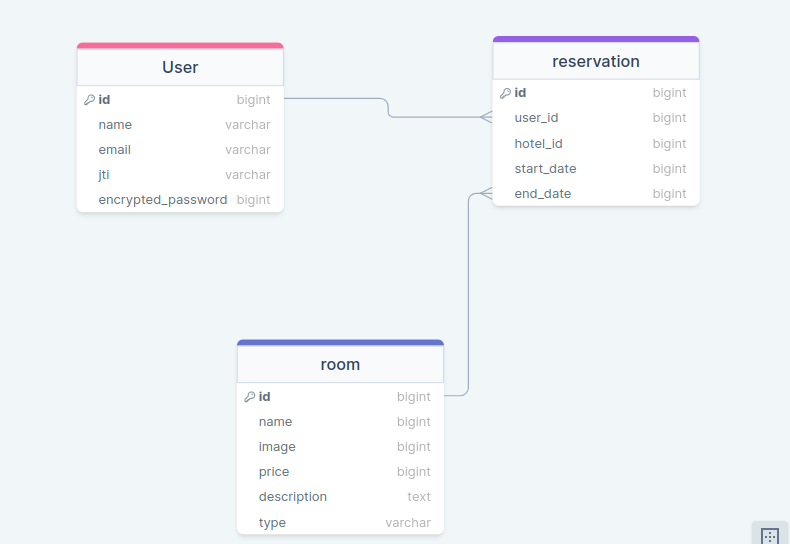 User
id bigint
name varchar
email varchar
jti varchar
encrypted_password bigint
reservation
id bigint
user_id bigint
hotel_id bigint
start_date bigint
end_date bigint
room
id bigint
name bigint
image bigint
price bigint
description text
type varchar